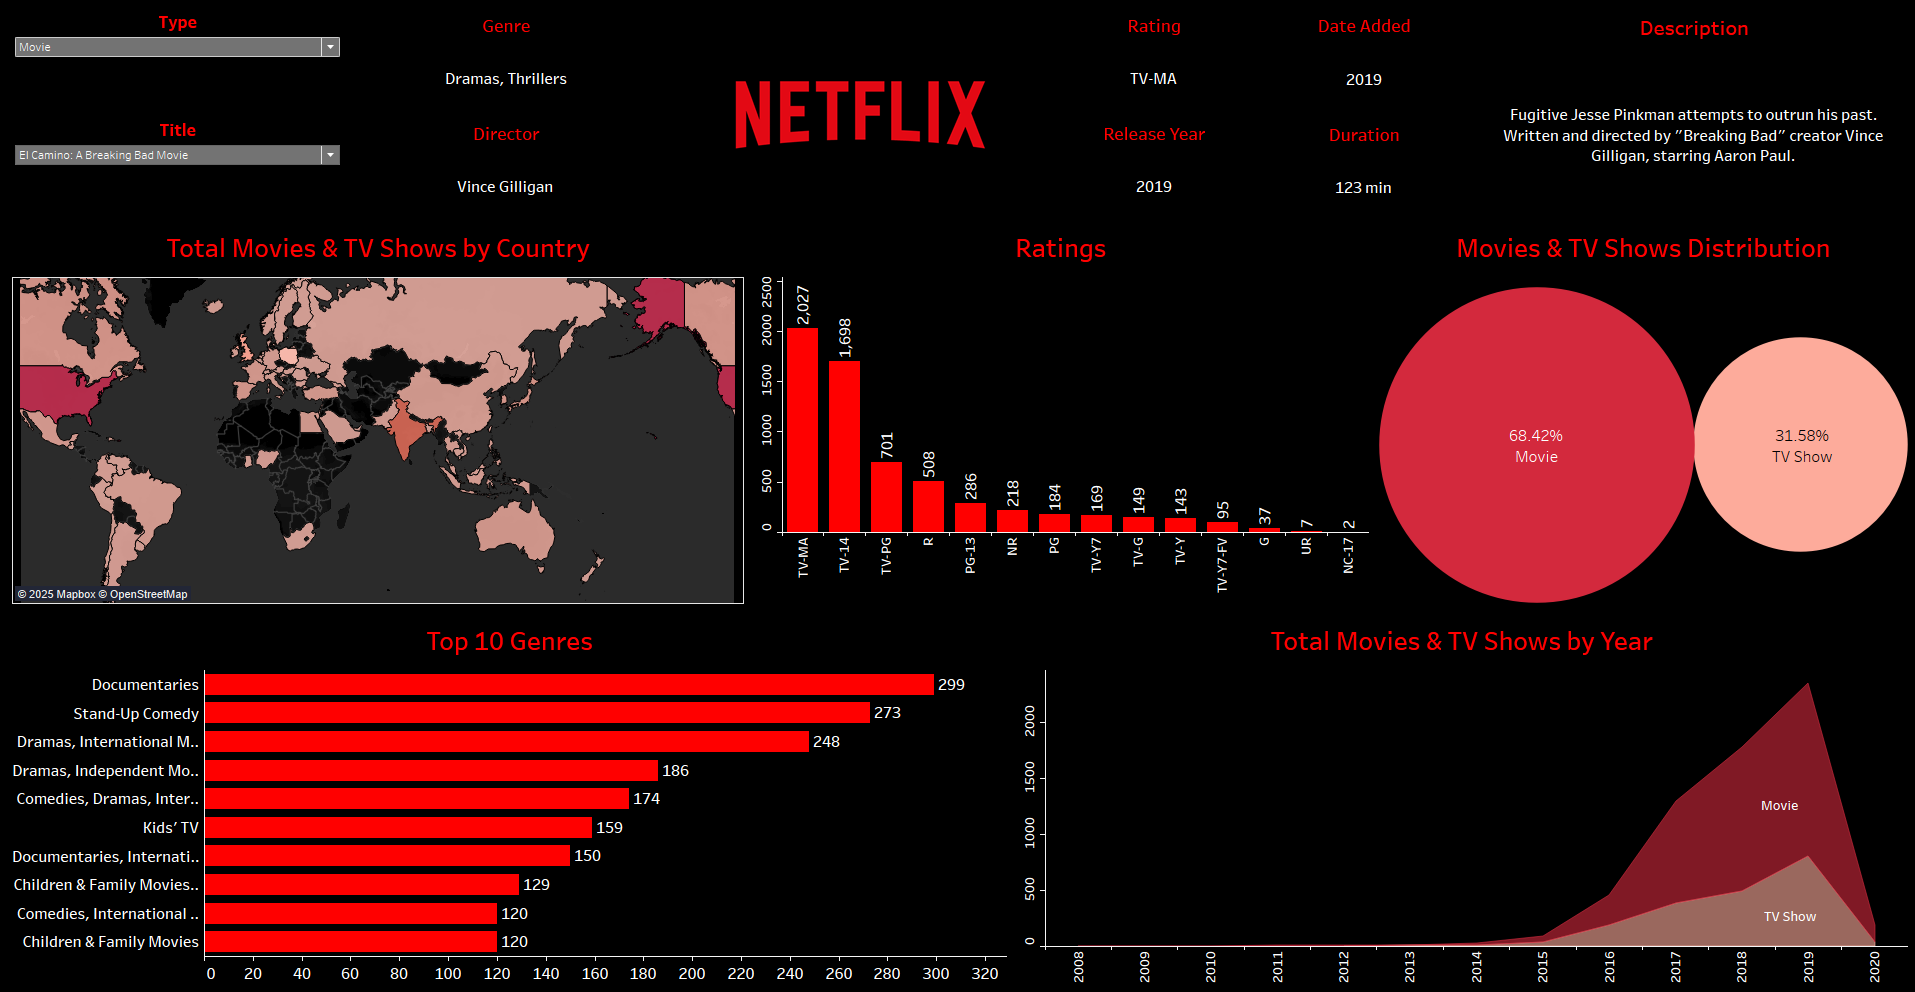 Type
Movie
Title
El Camino: A Breaking Bad Movie
Genre
Dramas, Thrillers
Director
Vince Gilligan
NETFLIX
Rating
TV-MA
Release Year
2019
Date Added
2019
Duration
123 min
Description
Fugitive Jesse Pinkman attempts to outrun his past.
Written and directed by "Breaking Bad" creator Vince
Gilligan, starring Aaron Paul.
Total Movies & TV Shows by Country
© 2025 Mapbox © OpenStreetMap
Ratings
2500
2000
1500
1000
500
0
2,027
1,698
701
508
286
218
184
169
149
143
95
37
7
2
TV-MA
TV-14
TV-PG
R
PG-13
NR
PG
TV-Y7
TV-G
TV-Y
TV-Y7-FV
G
UR
NC-17
Movies & TV Shows Distribution
68.42%
Movie
31.58%
TV Show
Top 10 Genres
Documentaries 299
Stand-Up Comedy 273
Dramas, International M.. 248
Dramas, Independent Mo.. 186
Comedies, Dramas, Inter.. 174
Kids' TV 159
Documentaries, Internati.. 150
Children & Family Movies.. 129
Comedies, International .. 120
Children & Family Movies 120
0 20 40 60 80 100 120 140 160 180 200 220 240 260 280 300 320
Total Movies & TV Shows by Year
2000
1500
1000
500
0
Movie
TV Show
2008 2009 2010 2011 2012 2013 2014 2015 2016 2017 2018 2019 2020